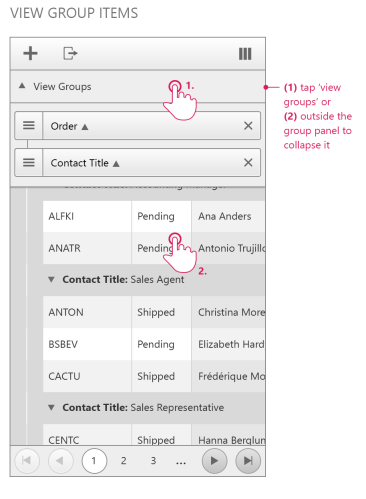 VIEW GROUP ITEMS
View Groups
1.
(1) tap ‘view
groups’ or
(2) outside the
group panel to
collapse it
Order
Contact Title
ALFKI Pending Ana Anders
ANATR Pending Antonio Trujillo
2.
Contact Title: Sales Agent
ANTON Shipped Christina More
BSBEV Pending Elizabeth Hard
CACTU Shipped Frédérique Mo
Contact Title: Sales Representative
CENTC Shipped Hanna Berglun
1 2 3 ...